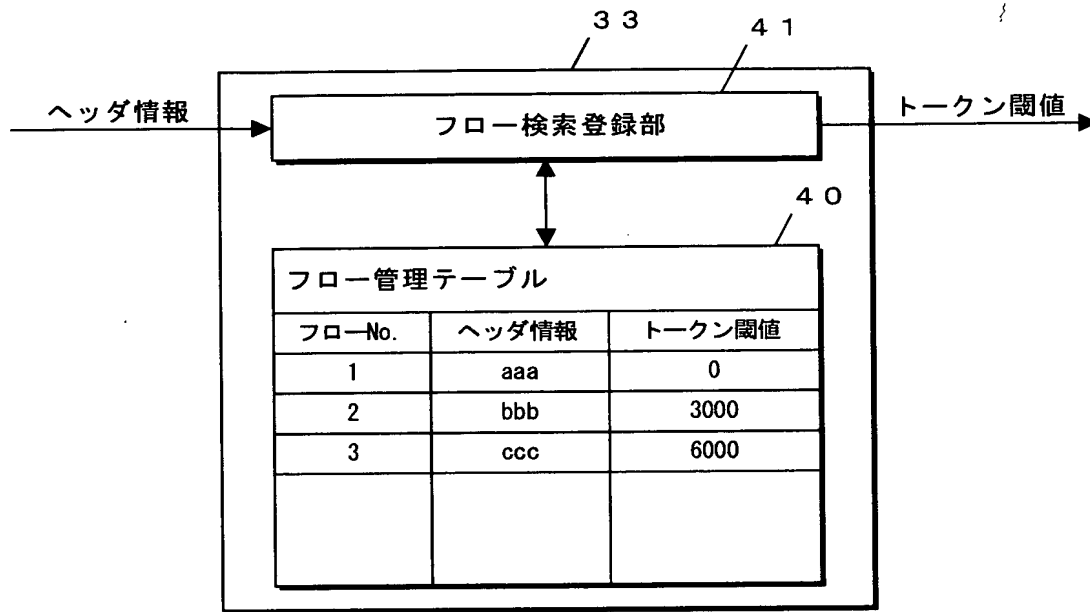 ３３
４１
ヘッダ情報
フロー検索登録部
トークン閾値
４０
フロー管理テーブル
フローNo. ヘッダ情報 トークン閾値
1 aaa 0
2 bbb 3000
3 ccc 6000